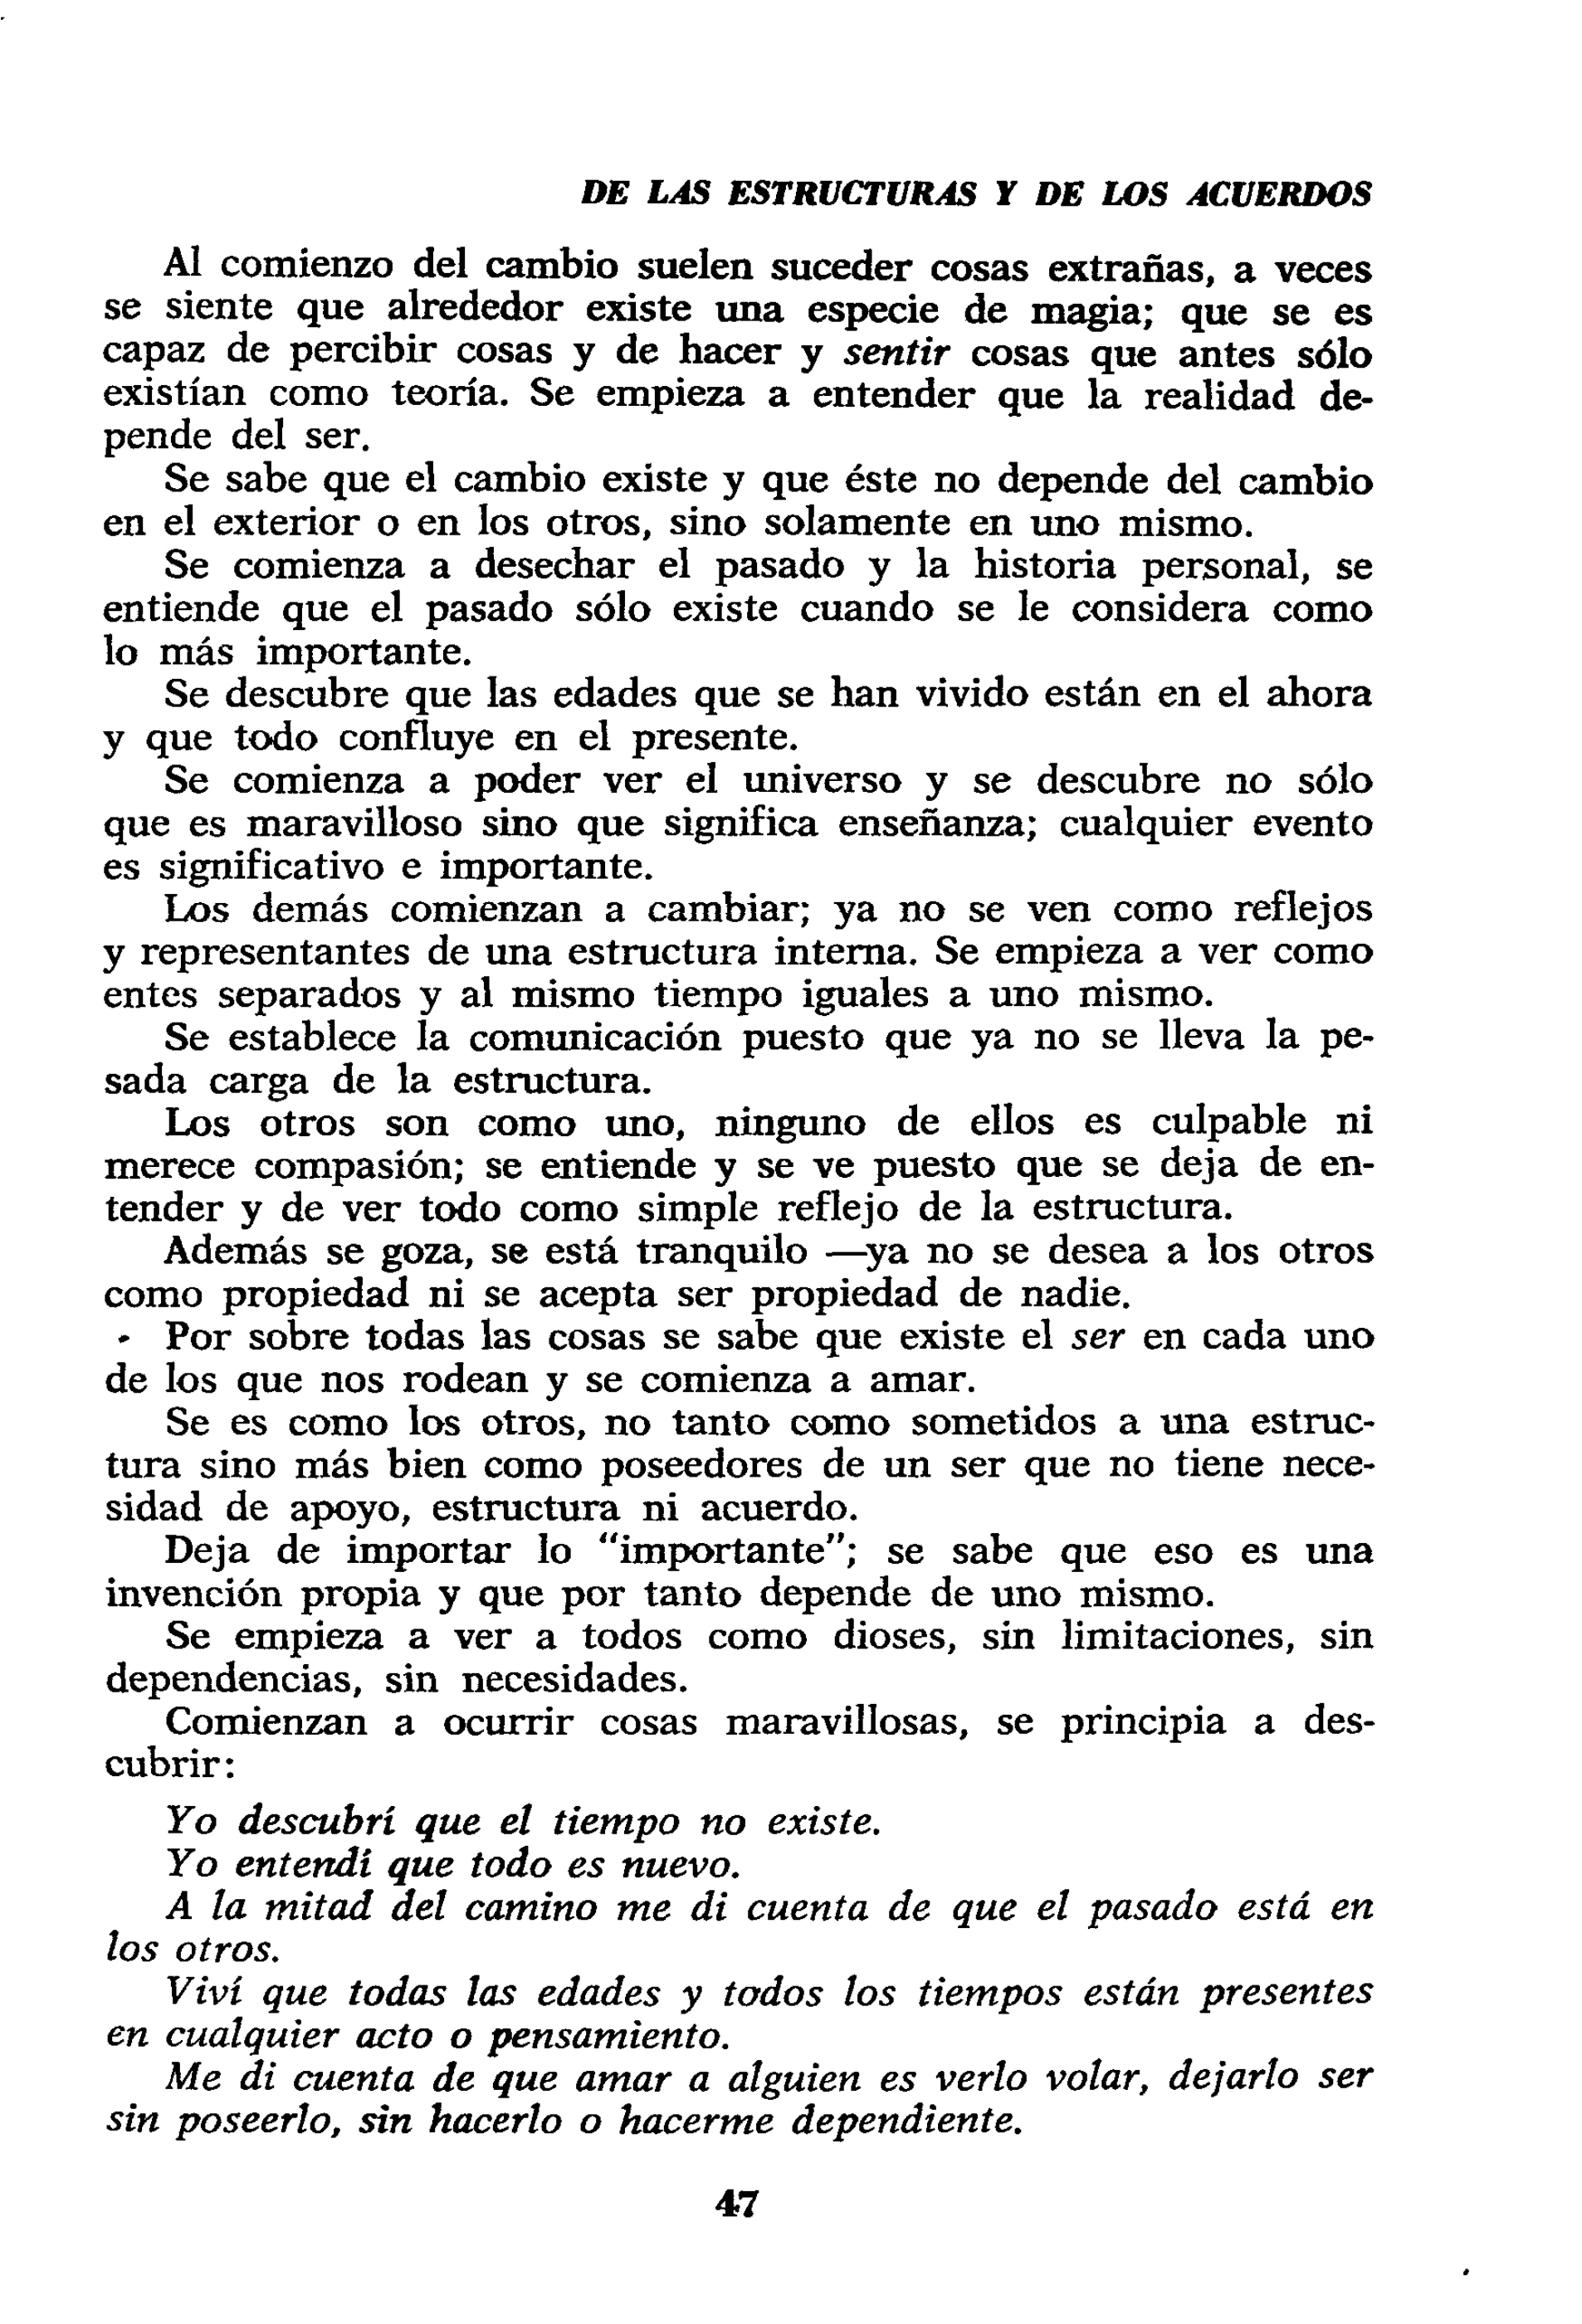 DE LAS ESTRUCTURAS Y DE LOS ACUERDOS
Al comienzo del cambio suelen suceder cosas extrañas, a veces
se siente que alrededor existe una especie de magia; que se es
capaz de percibir cosas y de hacer y sentir cosas que antes sólo
existían como teoría. Se empieza a entender que la realidad de-
pende del ser.
Se sabe que el cambio existe y que éste no depende del cambio
en el exterior o en los otros, sino solamente en uno mismo.
Se comienza a desechar el pasado y la historia personal, se
entiende que el pasado sólo existe cuando se le considera como
lo más importante.
Se descubre que las edades que se han vivido están en el ahora
y que todo confluye en el presente.
Se comienza a poder ver el universo y se descubre no sólo
que es maravilloso sino que significa enseñanza; cualquier evento
es significativo e importante.
Los demás comienzan a cambiar; ya no se ven como reflejos
y representantes de una estructura interna. Se empieza a ver como
entes separados y al mismo tiempo iguales a uno mismo.
Se establece la comunicación puesto que ya no se lleva la pe-
sada carga de la estructura.
Los otros son como uno, ninguno de ellos es culpable ni
merece compasión; se entiende y se ve puesto que se deja de en-
tender y de ver todo como simple reflejo de la estructura.
Además se goza, se está tranquilo —ya no se desea a los otros
como propiedad ni se acepta ser propiedad de nadie.
Por sobre todas las cosas se sabe que existe el ser en cada uno
de los que nos rodean y se comienza a amar.
Se es como los otros, no tanto como sometidos a una estruc-
tura sino más bien como poseedores de un ser que no tiene nece-
sidad de apoyo, estructura ni acuerdo.
Deja de importar lo "importante"; se sabe que eso es una
invención propia y que por tanto depende de uno mismo.
Se empieza a ver a todos como dioses, sin limitaciones, sin
dependencias, sin necesidades.
Comienzan a ocurrir cosas maravillosas, se principia a des-
cubrir:
Yo descubrí que el tiempo no existe.
Yo entendí que todo es nuevo.
A la mitad del camino me di cuenta de que el pasado está en
los otros.
Viví que todas las edades y todos los tiempos están presentes
en cualquier acto o pensamiento.
Me di cuenta de que amar a alguien es verlo volar, dejarlo ser
sin poseerlo, sin hacerlo o hacerme dependiente.
47